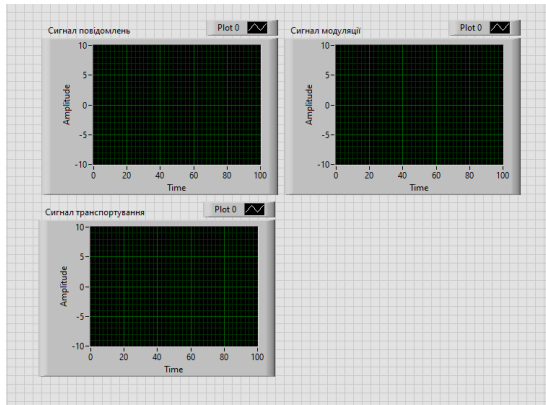 Сигнал повідомлень
Plot 0
Amplitude
10
5
0
-5
-10
0 20 40 60 80 100
Time
Сигнал модуляції
Plot 0
Amplitude
10
5
0
-5
-10
0 20 40 60 80 100
Time
Сигнал транспортування
Plot 0
Amplitude
10
5
0
-5
-10
0 20 40 60 80 100
Time